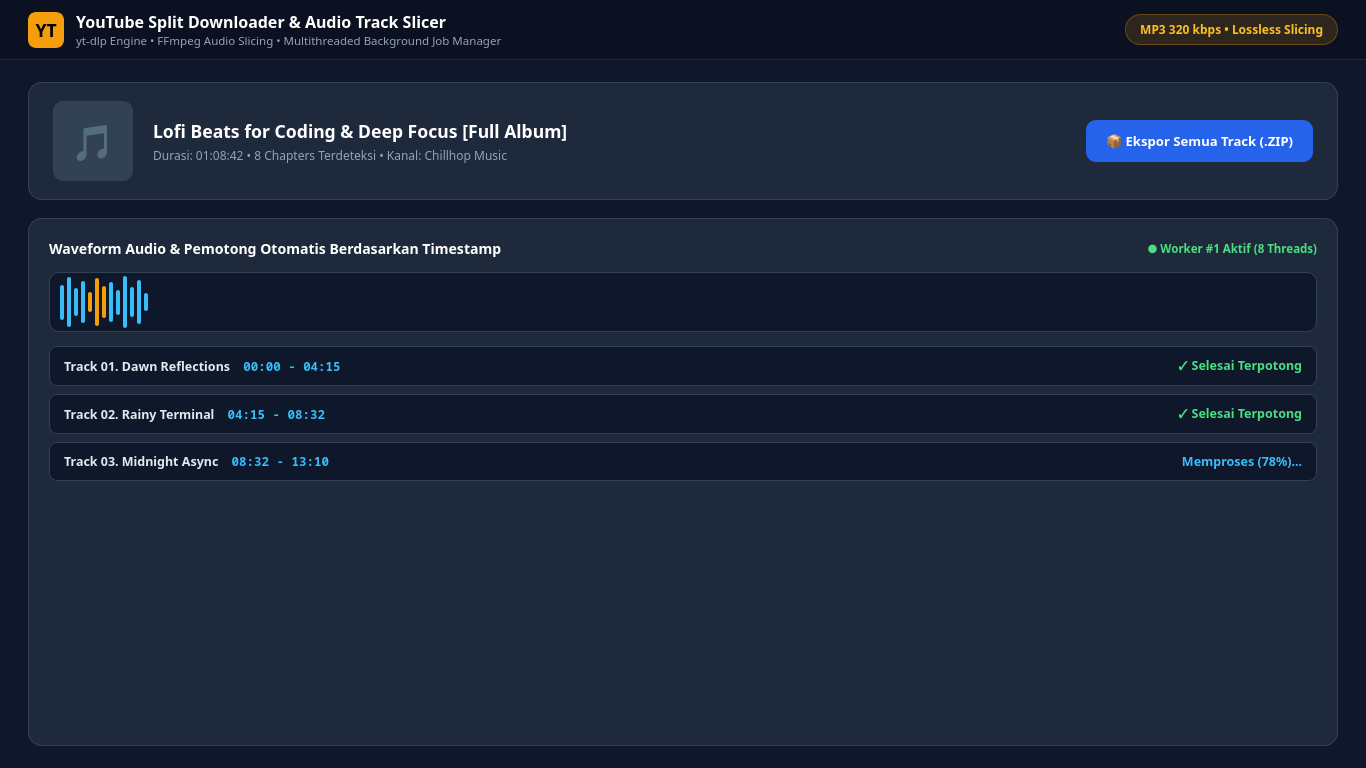 YT
YouTube Split Downloader & Audio Track Slicer
yt-dlp Engine • FFmpeg Audio Slicing • Multithreaded Background Job Manager
MP3 320 kbps • Lossless Slicing
Lofi Beats for Coding & Deep Focus [Full Album]
Durasi: 01:08:42 • 8 Chapters Terdeteksi • Kanal: Chillhop Music
📦 Ekspor Semua Track (.ZIP)
Waveform Audio & Pemotong Otomatis Berdasarkan Timestamp
● Worker #1 Aktif (8 Threads)
Track 01. Dawn Reflections 00:00 - 04:15 ✓ Selesai Terpotong
Track 02. Rainy Terminal 04:15 - 08:32 ✓ Selesai Terpotong
Track 03. Midnight Async 08:32 - 13:10 Memproses (78%)...